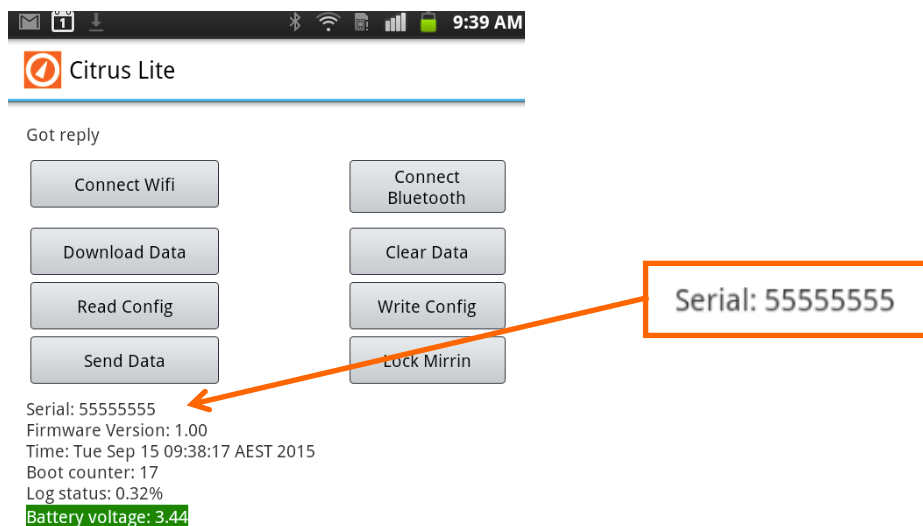 1 9:39 AM
Citrus Lite
Got reply
Connect Wifi
Connect
Bluetooth
Download Data
Clear Data
Read Config
Write Config
Send Data
Lock Mirrin
Serial: 55555555
Serial: 55555555
Firmware Version: 1.00
Time: Tue Sep 15 09:38:17 AEST 2015
Boot counter: 17
Log status: 0.32%
Battery voltage: 3.44